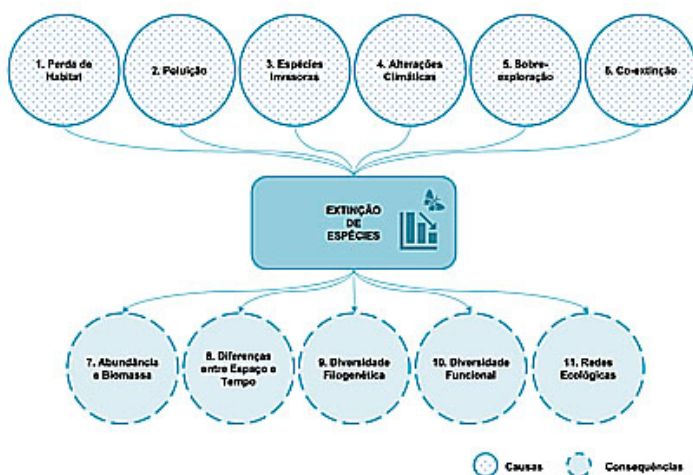 1. Perda de
Habitat
2. Poluição
3. Espécies
Invasoras
4. Alterações
Climáticas
5. Sobre-
exploração
6. Co-extinção
EXTINÇÃO
DE
ESPÉCIES
7. Abundância
e Biomassa
8. Diferenças
entre Espaço e
Tempo
9. Diversidade
Filogenética
10. Diversidade
Funcional
11. Redes
Ecológicas
Causas
Consequências